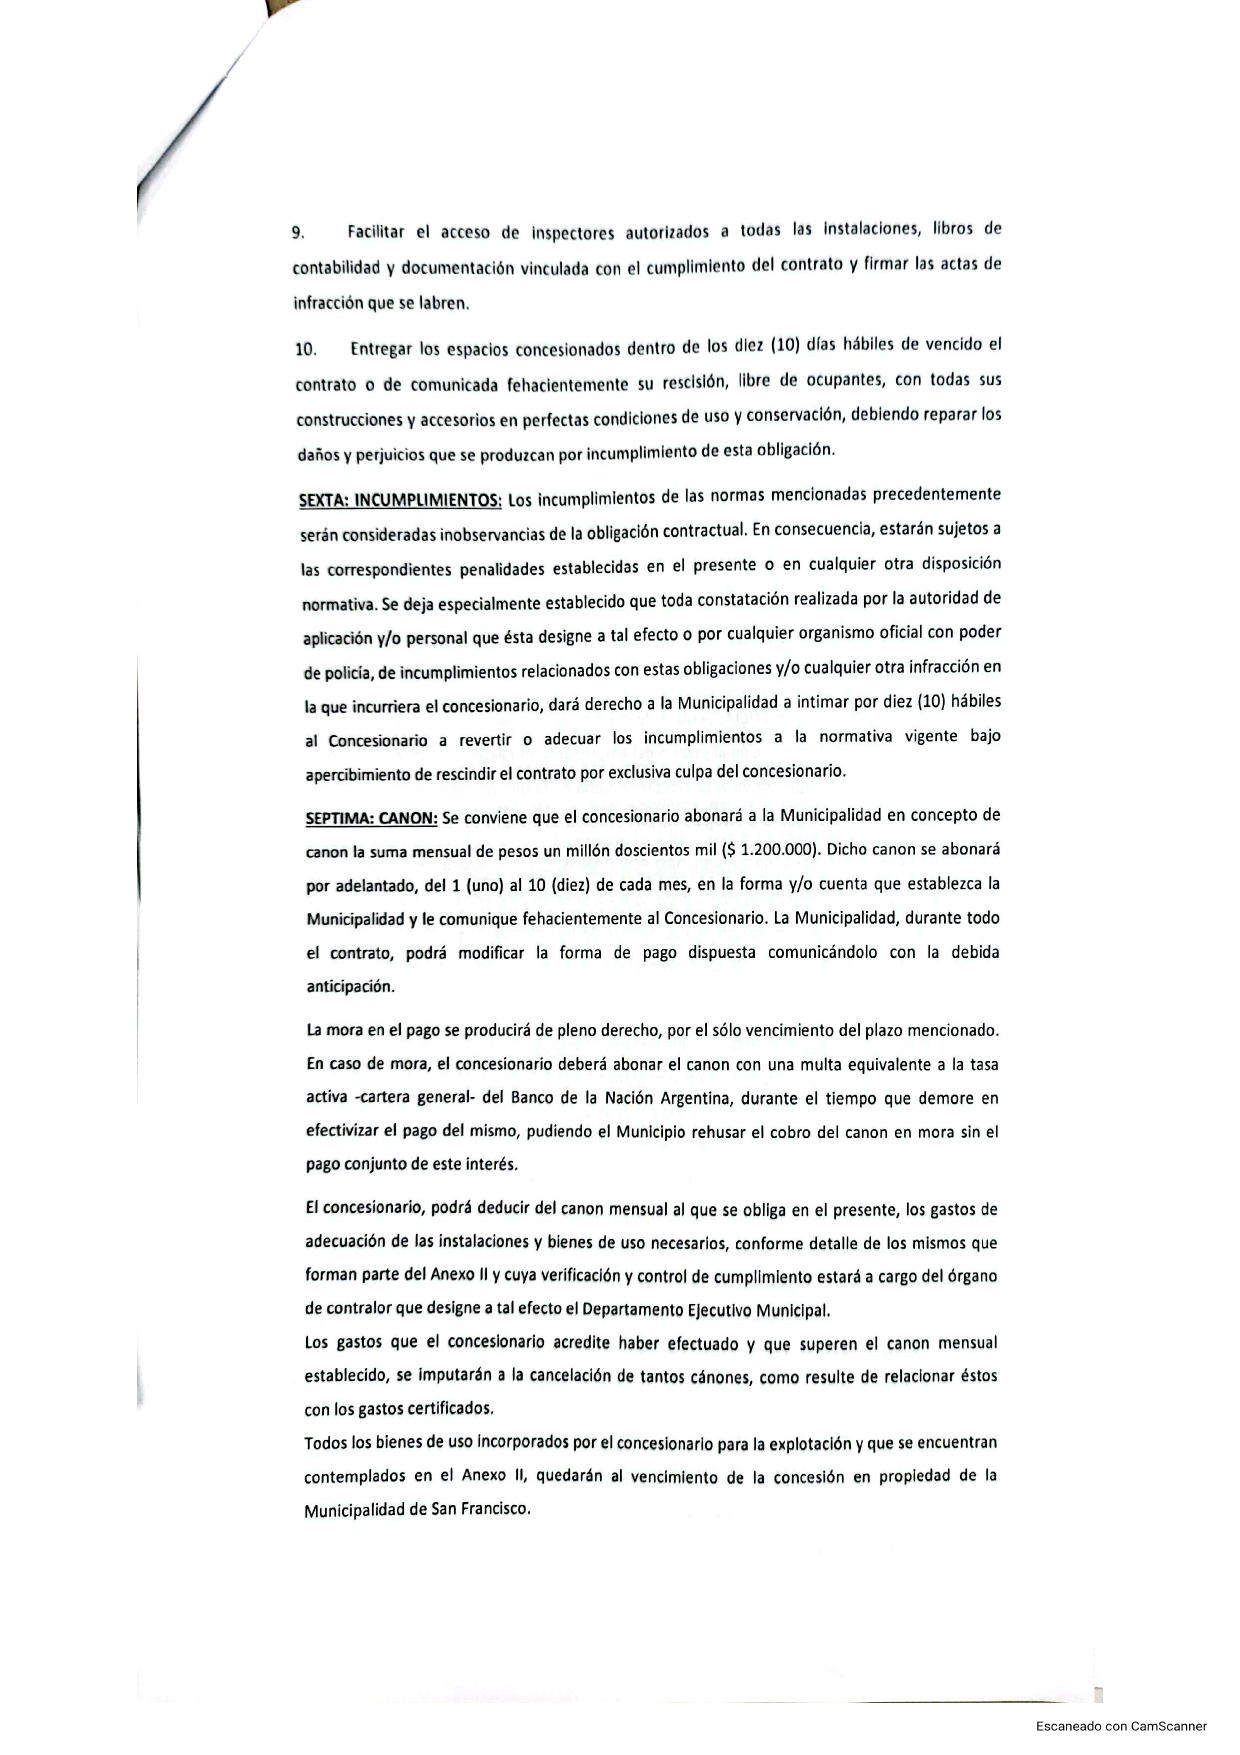 9. Facilitar el acceso de inspectores autorizados a todas las instalaciones, libros de
contabilidad y documentación vinculada con el cumplimiento del contrato y firmar las actas de
infracción que se labren.
10. Entregar los espacios concesionados dentro de los diez (10) días hábiles de vencido el
contrato o de comunicada fehacientemente su rescisión, libre de ocupantes, con todas sus
construcciones y accesorios en perfectas condiciones de uso y conservación, debiendo reparar los
daños y perjuicios que se produzcan por incumplimiento de esta obligación.
SEXTA: INCUMPLIMIENTOS: Los incumplimientos de las normas mencionadas precedentemente
serán consideradas inobservancias de la obligación contractual. En consecuencia, estarán sujetos a
las correspondientes penalidades establecidas en el presente o en cualquier otra disposición
normativa. Se deja especialmente establecido que toda constatación realizada por la autoridad de
aplicación y/o personal que ésta designe a tal efecto o por cualquier organismo oficial con poder
de policía, de incumplimientos relacionados con estas obligaciones y/o cualquier otra infracción en
la que incurriera el concesionario, dará derecho a la Municipalidad a intimar por diez (10) hábiles
al Concesionario a revertir o adecuar los incumplimientos a la normativa vigente bajo
apercibimiento de rescindir el contrato por exclusiva culpa del concesionario.
SEPTIMA: CANON: Se conviene que el concesionario abonará a la Municipalidad en concepto de
canon la suma mensual de pesos un millón doscientos mil ($ 1.200.000). Dicho canon se abonará
por adelantado, del 1 (uno) al 10 (diez) de cada mes, en la forma y/o cuenta que establezca la
Municipalidad y le comunique fehacientemente al Concesionario. La Municipalidad, durante todo
el contrato, podrá modificar la forma de pago dispuesta comunicándolo con la debida
anticipación.
La mora en el pago se producirá de pleno derecho, por el sólo vencimiento del plazo mencionado.
En caso de mora, el concesionario deberá abonar el canon con una multa equivalente a la tasa
activa -cartera general- del Banco de la Nación Argentina, durante el tiempo que demore en
efectivizar el pago del mismo, pudiendo el Municipio rehusar el cobro del canon en mora sin el
pago conjunto de este interés.
El concesionario, podrá deducir del canon mensual al que se obliga en el presente, los gastos de
adecuación de las instalaciones y bienes de uso necesarios, conforme detalle de los mismos que
forman parte del Anexo II y cuya verificación y control de cumplimiento estará a cargo del órgano
de contralor que designe a tal efecto el Departamento Ejecutivo Municipal.
Los gastos que el concesionario acredite haber efectuado y que superen el canon mensual
establecido, se imputarán a la cancelación de tantos cánones, como resulte de relacionar éstos
con los gastos certificados.
Todos los bienes de uso incorporados por el concesionario para la explotación y que se encuentran
contemplados en el Anexo II, quedarán al vencimiento de la concesión en propiedad de la
Municipalidad de San Francisco.
Escaneado con CamScanner